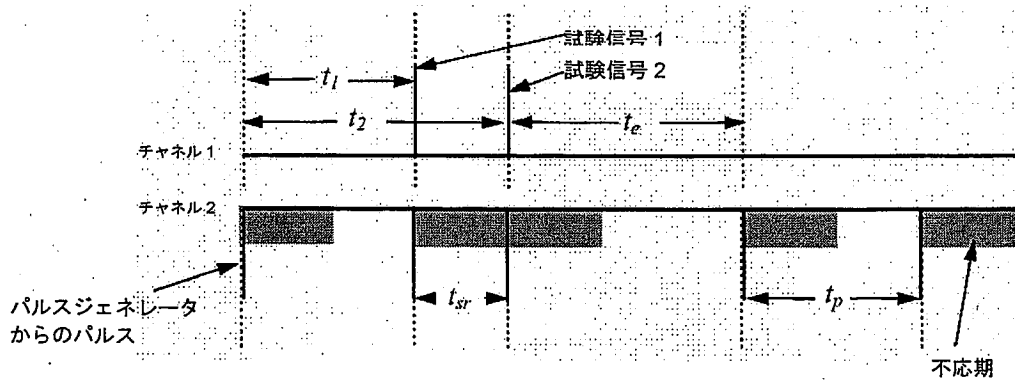 試験信号 1
試験信号 2
t1
t2
te
チャネル 1
チャネル 2
tsr
tp
パルスジェネレータ
からのパルス
不応期